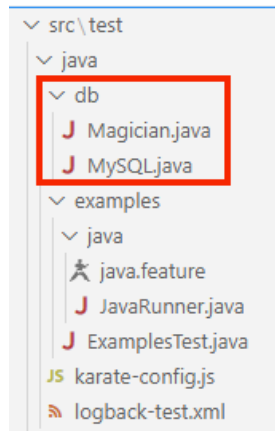 src\test
java
db
J Magician.java
J MySQL.java
examples
java
java.feature
J JavaRunner.java
J ExamplesTest.java
JS karate-config.js
logback-test.xml